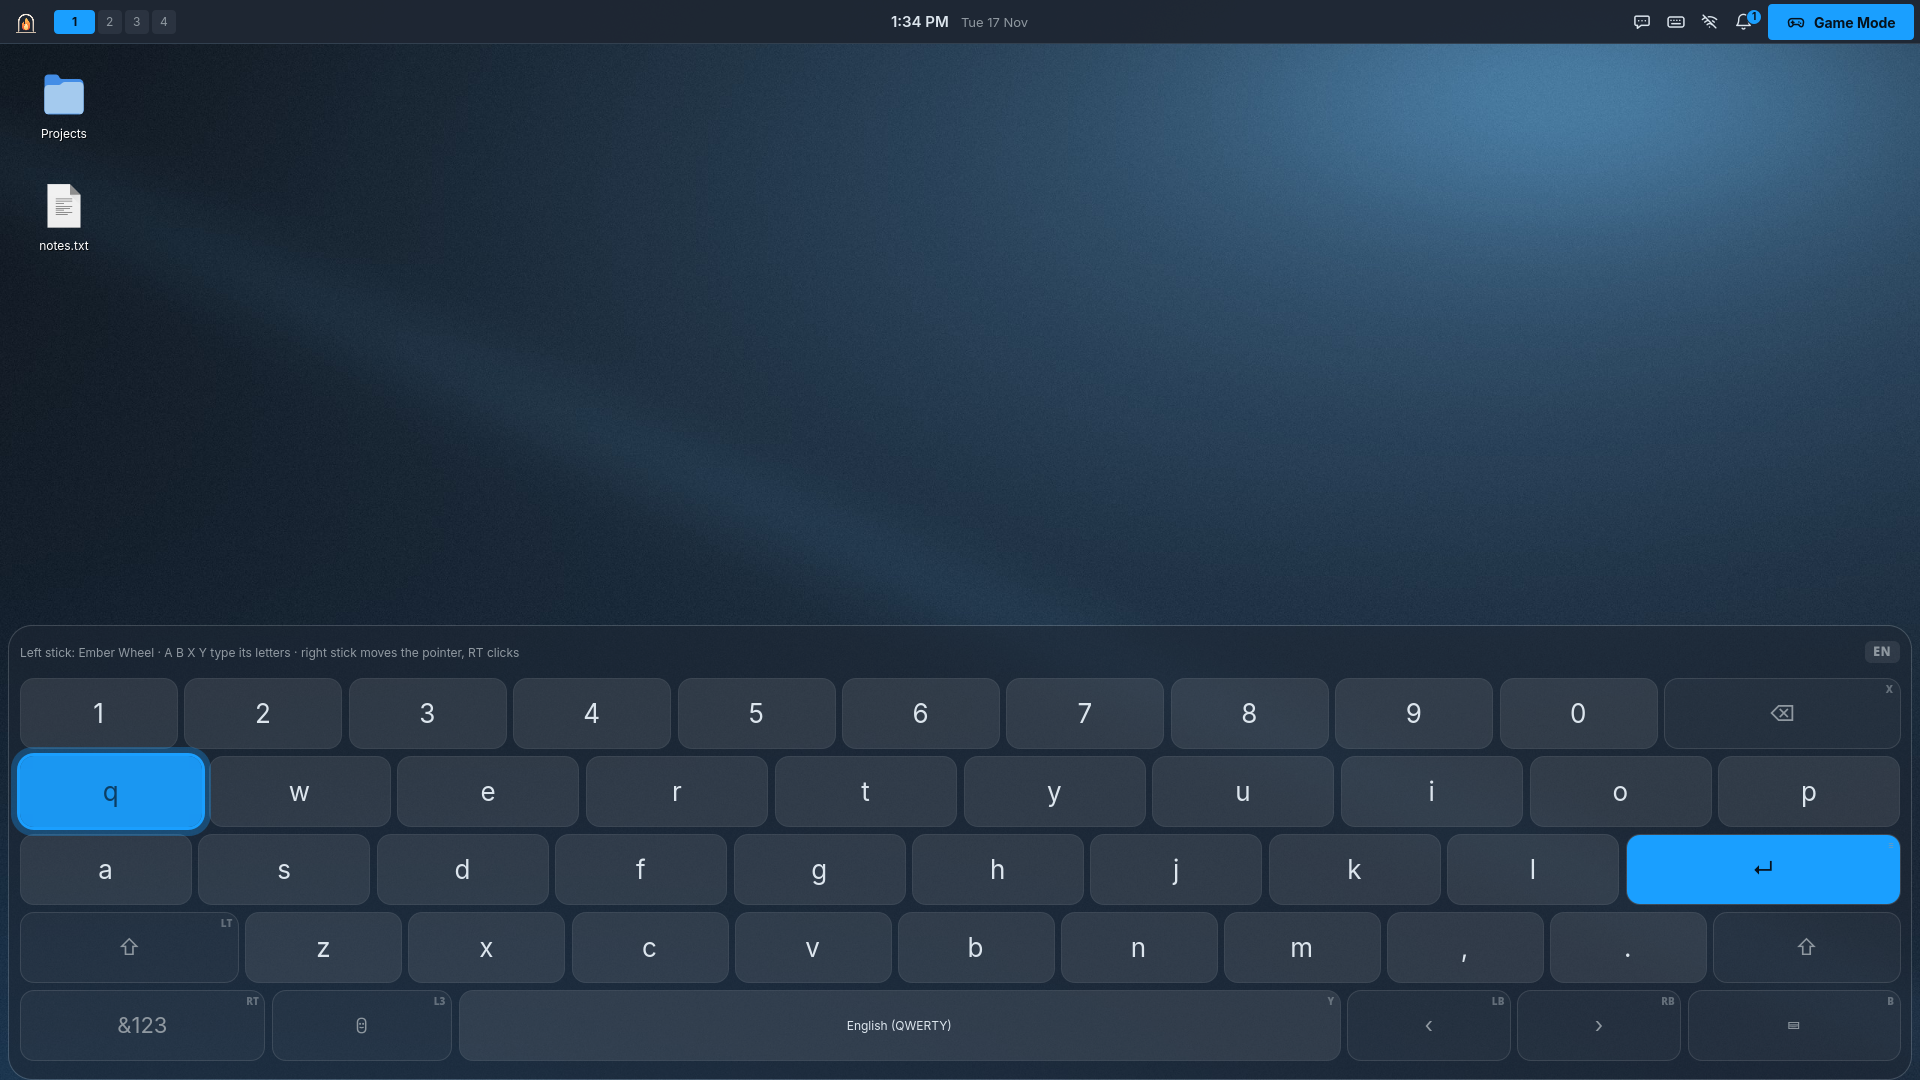 1 2 3 4
1:34 PM Tue 17 Nov
1
Game Mode
Projects
notes.txt
Left stick: Ember Wheel · A B X Y type its letters · right stick moves the pointer, RT clicks
EN
1 2 3 4 5 6 7 8 9 0 X
q w e r t y u i o p
a s d f g h j k l
LT z x c v b n m , .
&123 RT L3 English (QWERTY) Y ‹ LB › RB B